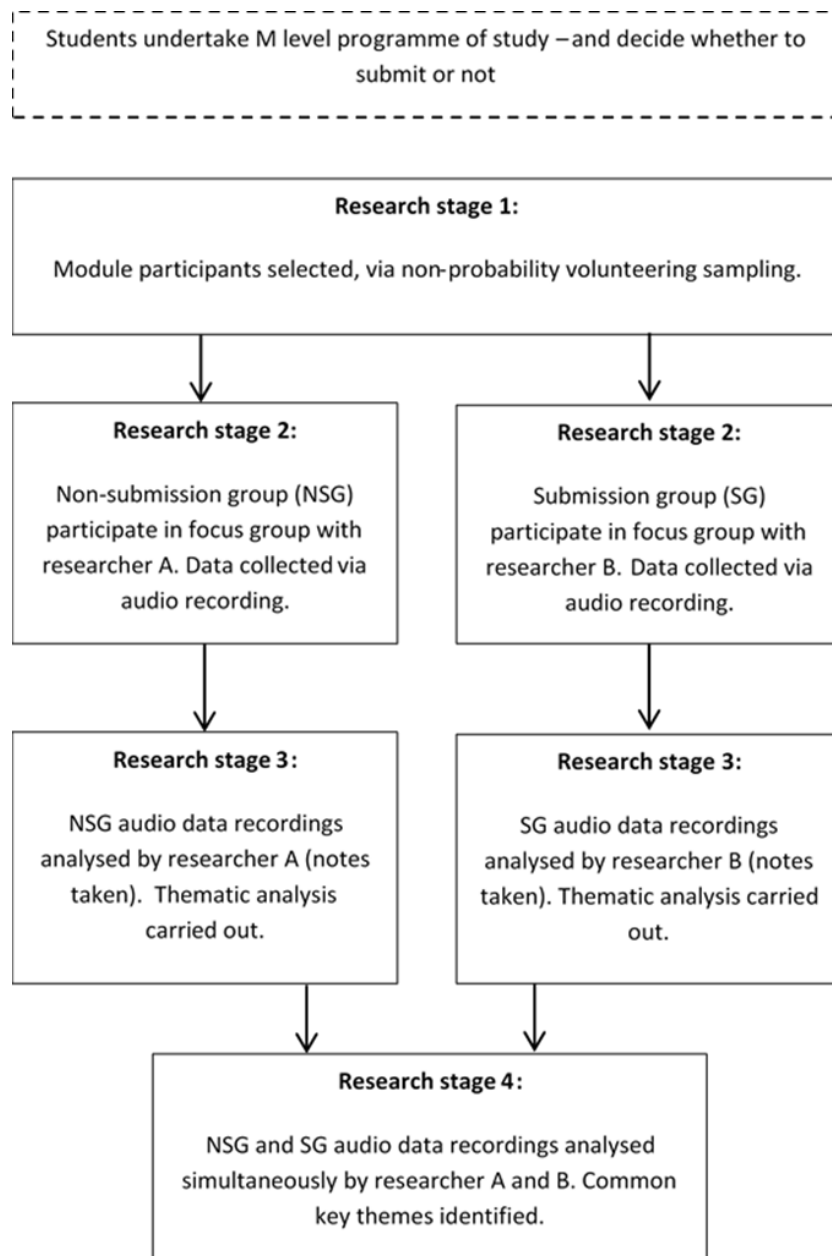 Students undertake M level programme of study –and decide whether to
submit or not
Research stage 1:
Module participants selected, via non-probability volunteering sampling.
Research stage 2:
Non-submission group (NSG)
participate in focus group with
researcher A. Data collected via
audio recording.
Research stage 2:
Submission group (SG)
participate in focus group with
researcher B. Data collected via
audio recording.
Research stage 3:
NSG audio data recordings
analysed by researcher A (notes
taken).  Thematic analysis
carried out.
Research stage 3:
SG audio data recordings
analysed by researcher B (notes
taken). Thematic analysis carried
out.
Research stage 4:
NSG and SG audio data recordings analysed
simultaneously by researcher A and B. Common
key themes identified.